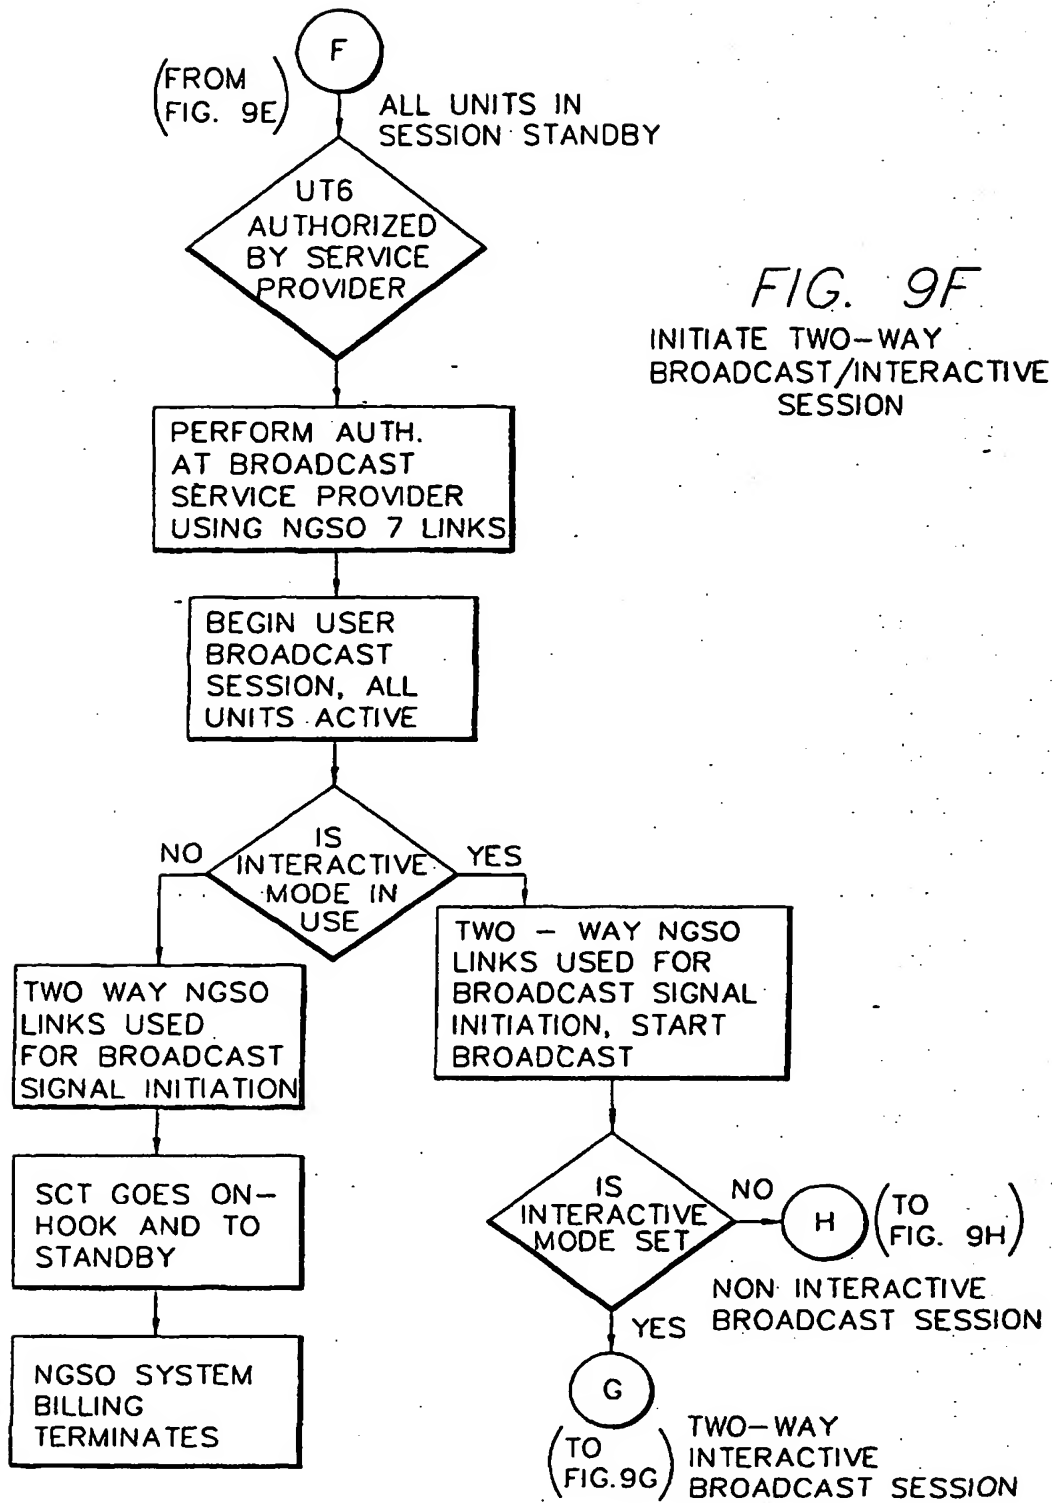 F
(FROM
FIG. 9E)
ALL UNITS IN
SESSION STANDBY
UT6
AUTHORIZED
BY SERVICE
PROVIDER
FIG. 9F
INITIATE TWO-WAY
BROADCAST/INTERACTIVE
SESSION
PERFORM AUTH.
AT BROADCAST
SERVICE PROVIDER
USING NGSO 7 LINKS
BEGIN USER
BROADCAST
SESSION, ALL
UNITS ACTIVE
IS
INTERACTIVE
MODE IN
USE
NO
YES
TWO WAY NGSO
LINKS USED
FOR BROADCAST
SIGNAL INITIATION
TWO - WAY NGSO
LINKS USED FOR
BROADCAST SIGNAL
INITIATION, START
BROADCAST
SCT GOES ON-
HOOK AND TO
STANDBY
IS
INTERACTIVE
MODE SET
NO
H
(TO
FIG. 9H)
NON INTERACTIVE
BROADCAST SESSION
YES
NGSO SYSTEM
BILLING
TERMINATES
G
(TO
FIG.9G)
TWO-WAY
INTERACTIVE
BROADCAST SESSION